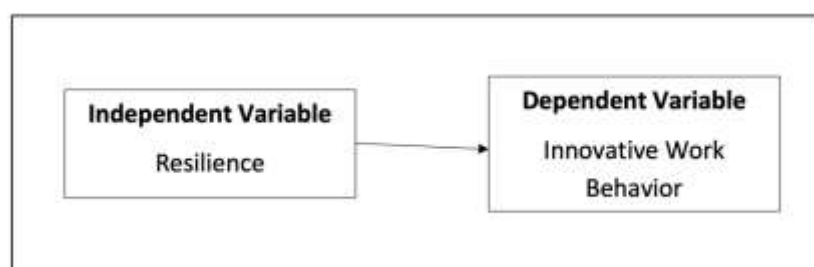 Independent Variable
Resilience
Dependent Variable
Innovative Work
Behavior